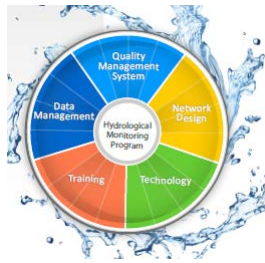 Quality
Management
System
Network
Design
Technology
Training
Data
Management
Hydrological
Monitoring
Program